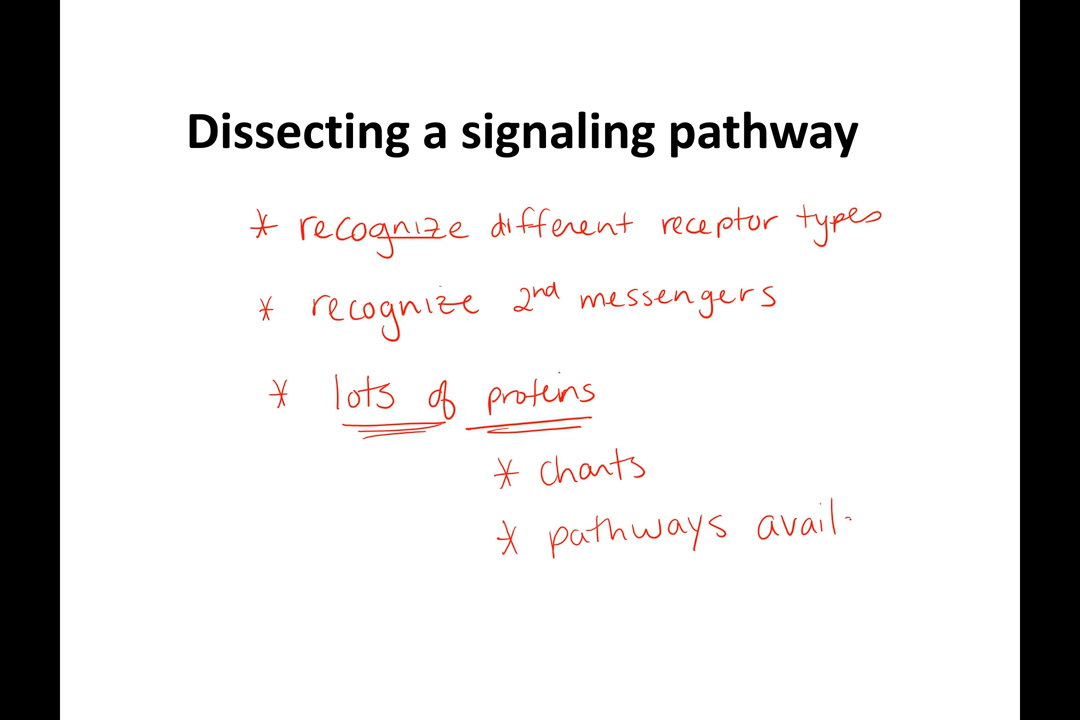 Dissecting a signaling pathway
* recognize different receptor types
* recognize 2nd messengers
* lots of proteins
* charts
* pathways avail.